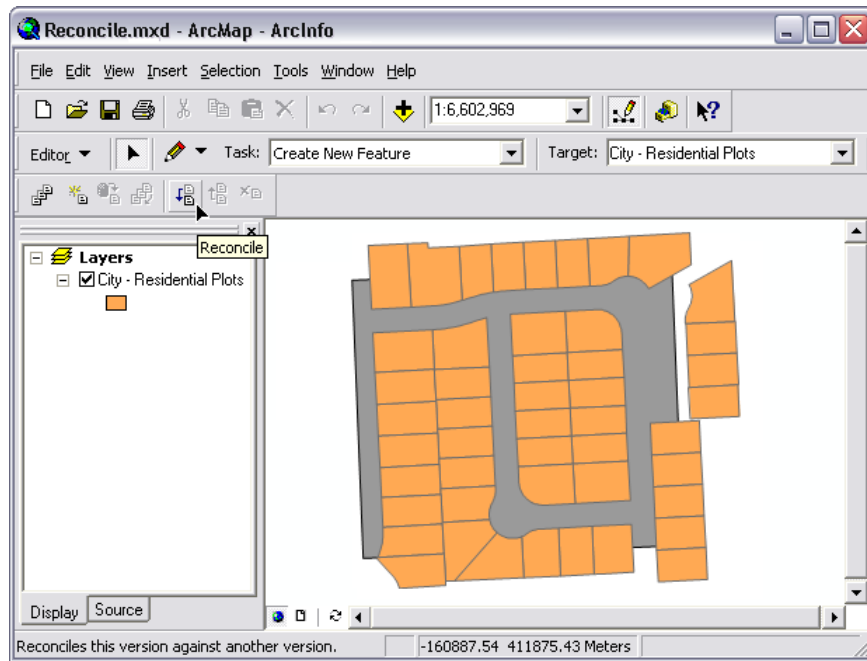 Reconcile.mxd - ArcMap - ArcInfo
File Edit View Insert Selection Tools Window Help
1:6,602,969
Editor Task: Create New Feature Target: City - Residential Plots
Reconcile
Layers
City - Residential Plots
Display Source
Reconciles this version against another version. -160887.54 411875.43 Meters